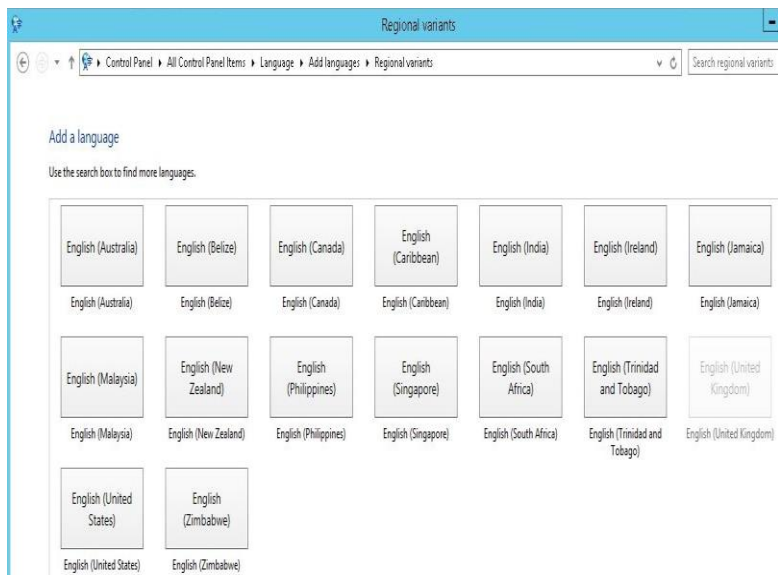 Regional variants
Control Panel ▸ All Control Panel Items ▸ Language ▸ Add languages ▸ Regional variants
Search regional variants
Add a language
Use the search box to find more languages.
English (Australia)
English (Belize)
English (Canada)
English
(Caribbean)
English (India)
English (Ireland)
English (Jamaica)
English (Australia)
English (Belize)
English (Canada)
English (Caribbean)
English (India)
English (Ireland)
English (Jamaica)
English (Malaysia)
English (New
Zealand)
English
(Philippines)
English
(Singapore)
English (South
Africa)
English (Trinidad
and Tobago)
English (United
Kingdom)
English (Malaysia)
English (New Zealand)
English (Philippines)
English (Singapore)
English (South Africa)
English (Trinidad and
Tobago)
English (United Kingdom)
English (United
States)
English
(Zimbabwe)
English (United States)
English (Zimbabwe)